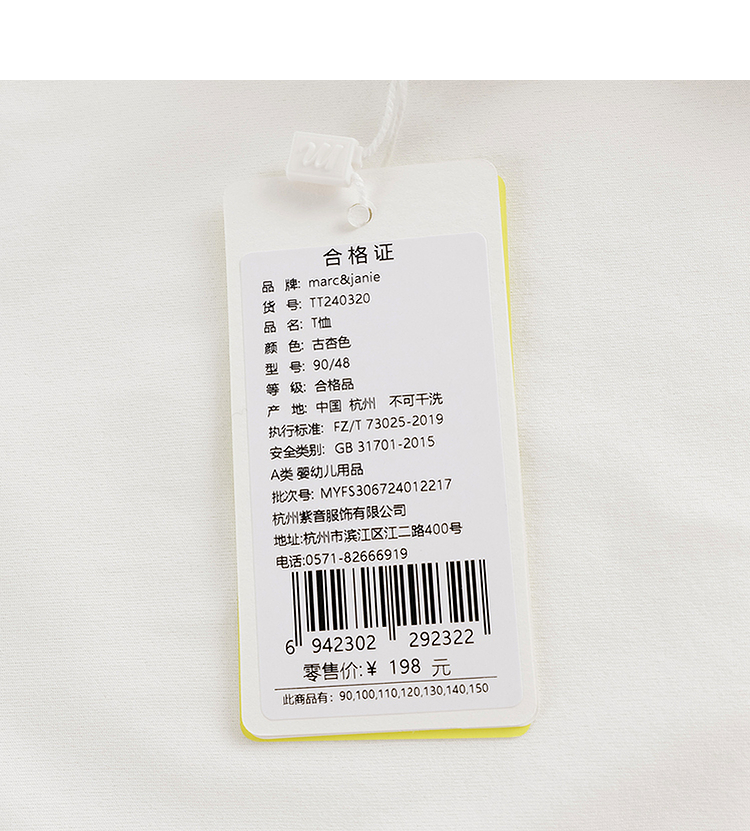 合格证
品 牌: marc&janie
货 号: TT240320
品 名: T恤
颜 色: 古杏色
型 号: 90/48
等 级: 合格品
产 地: 中国 杭州 不可干洗
执行标准: FZ/T 73025-2019
安全类别: GB 31701-2015
A类 婴幼儿用品
批次号: MYFS306724012217
杭州紫音服饰有限公司
地址:杭州市滨江区江二路400号
电话:0571-82666919
6 942302 292322
零售价:¥ 198 元
此商品有: 90,100,110,120,130,140,150